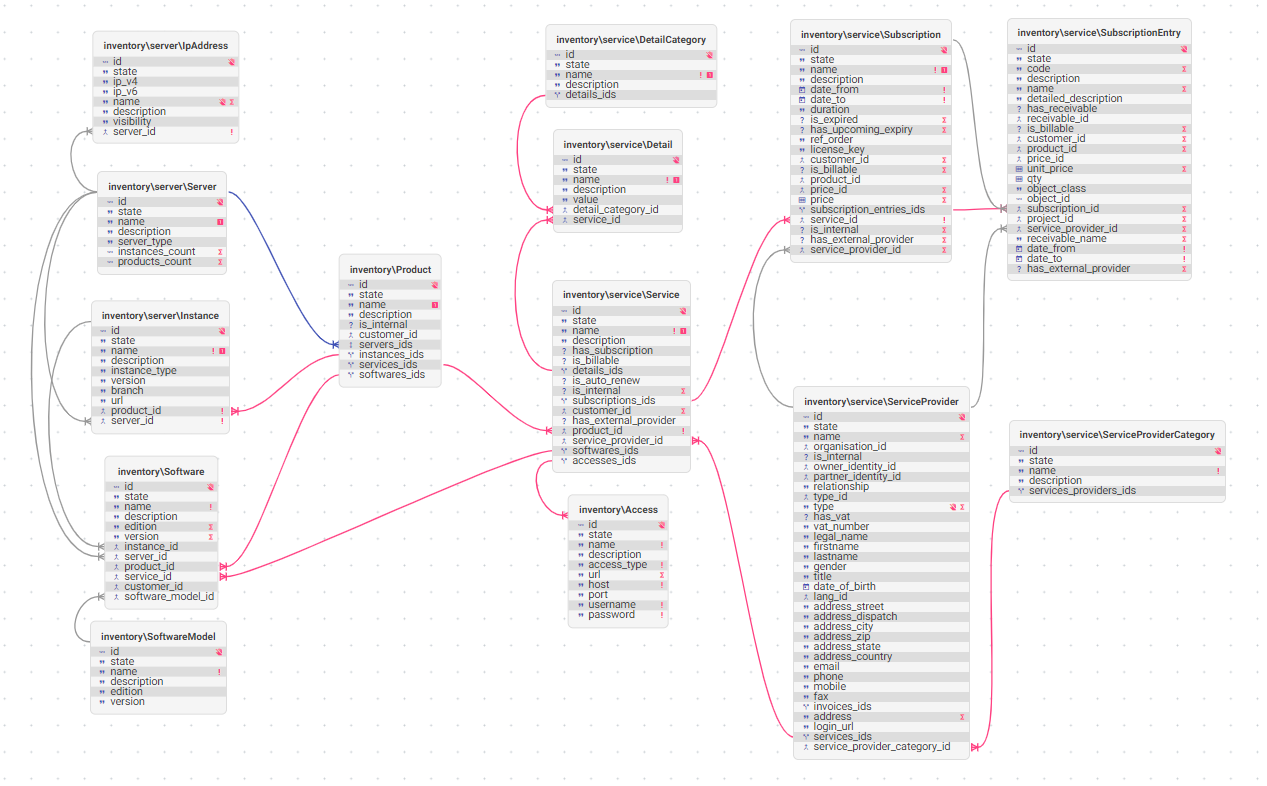 inventory\server\IpAddress
id
state
ip_v4
ip_v6
name
description
visibility
server_id
inventory\server\Server
id
state
name
description
server_type
instances_count
products_count
inventory\server\Instance
id
state
name
description
instance_type
version
branch
url
product_id
server_id
inventory\Software
id
state
name
description
edition
version
instance_id
server_id
product_id
service_id
customer_id
software_model_id
inventory\SoftwareModel
id
state
name
description
edition
version
inventory\Product
id
state
name
description
is_internal
customer_id
servers_ids
instances_ids
services_ids
softwares_ids
inventory\service\DetailCategory
id
state
name
description
details_ids
inventory\service\Detail
id
state
name
description
value
detail_category_id
service_id
inventory\service\Service
id
state
name
description
has_subscription
is_billable
details_ids
is_auto_renew
is_internal
subscriptions_ids
customer_id
has_external_provider
product_id
service_provider_id
softwares_ids
accesses_ids
inventory\Access
id
state
name
description
access_type
url
host
port
username
password
inventory\service\Subscription
id
state
name
description
date_from
date_to
duration
is_expired
has_upcoming_expiry
ref_order
license_key
customer_id
is_billable
product_id
price_id
price
subscription_entries_ids
service_id
is_internal
has_external_provider
service_provider_id
inventory\service\ServiceProvider
id
state
name
organisation_id
is_internal
owner_identity_id
partner_identity_id
relationship
type_id
type
has_vat
vat_number
legal_name
firstname
lastname
gender
title
date_of_birth
lang_id
address_street
address_dispatch
address_city
address_zip
address_state
address_country
email
phone
mobile
fax
invoices_ids
address
login_url
services_ids
service_provider_category_id
inventory\service\SubscriptionEntry
id
state
code
description
name
detailed_description
has_receivable
receivable_id
is_billable
customer_id
product_id
price_id
unit_price
qty
object_class
object_id
subscription_id
project_id
service_provider_id
receivable_name
date_from
date_to
has_external_provider
inventory\service\ServiceProviderCategory
id
state
name
description
services_providers_ids